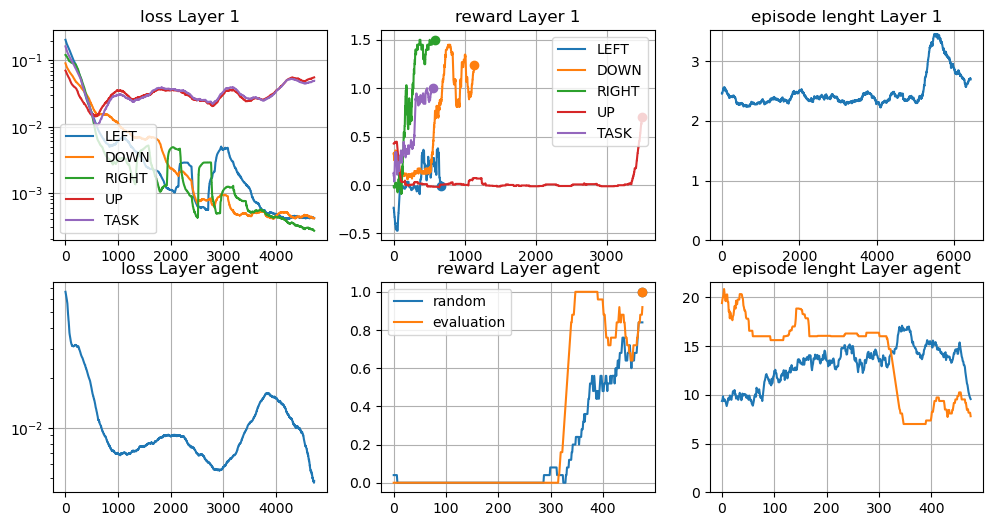 loss Layer 1
10⁻¹
10⁻²
10⁻³
LEFT
DOWN
RIGHT
UP
TASK
0 1000 2000 3000 4000
reward Layer 1
1.5
1.0
0.5
0.0
−0.5
LEFT
DOWN
RIGHT
UP
TASK
0 1000 2000 3000
episode lenght Layer 1
3
2
1
0
0 2000 4000 6000
loss Layer agent
10⁻²
0 1000 2000 3000 4000
reward Layer agent
1.0
0.8
0.6
0.4
0.2
0.0
random
evaluation
0 200 400
episode lenght Layer agent
20
15
10
5
0
0 100 200 300 400